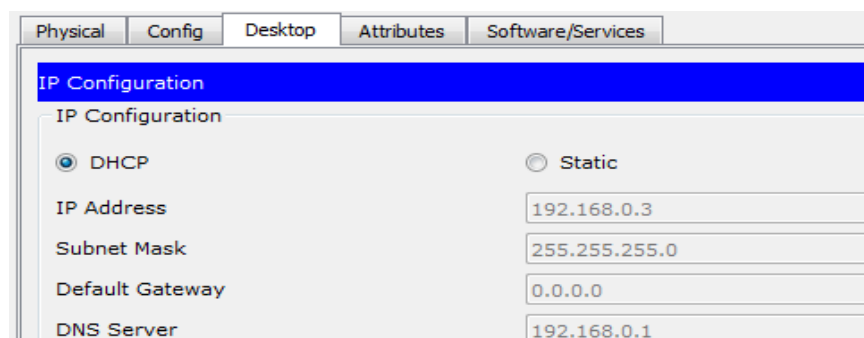 Physical Config Desktop Attributes Software/Services
IP Configuration
IP Configuration
DHCP Static
IP Address 192.168.0.3
Subnet Mask 255.255.255.0
Default Gateway 0.0.0.0
DNS Server 192.168.0.1